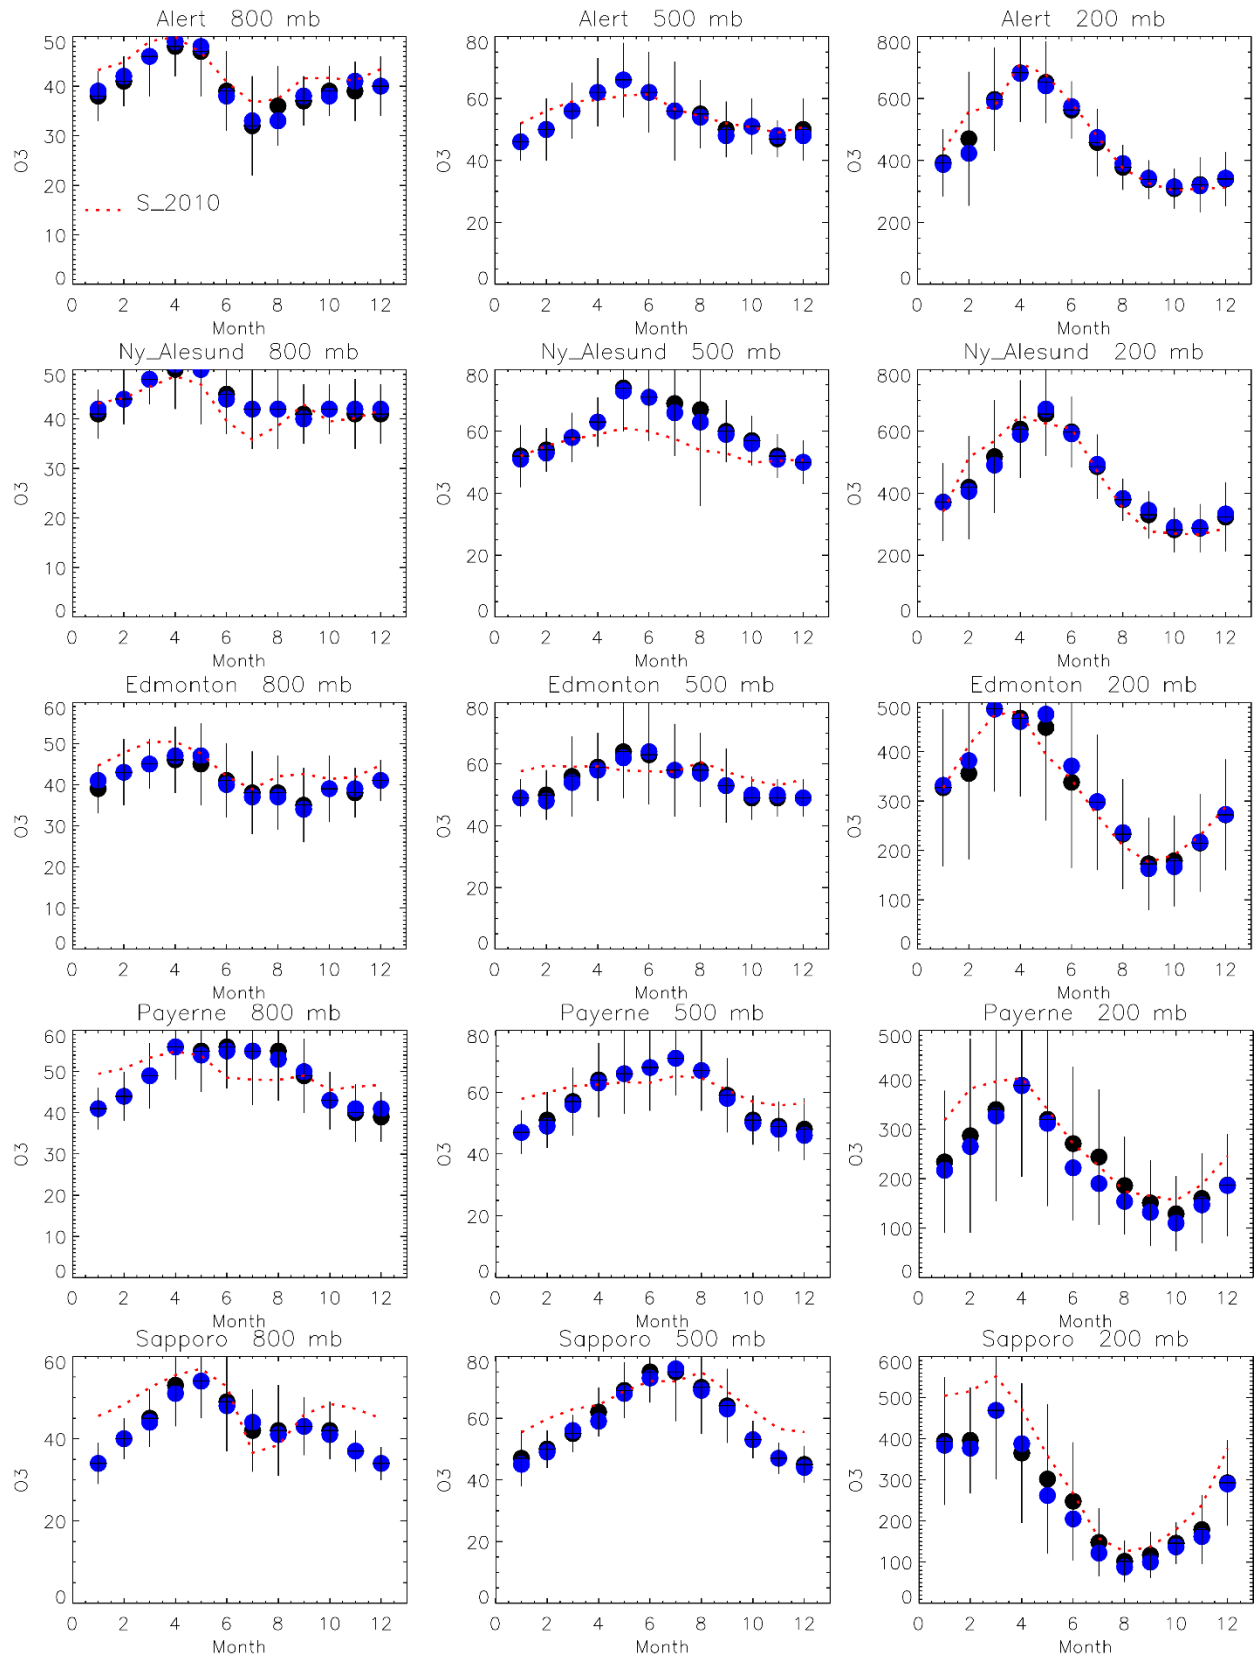 Alert 800 mb
Alert 500 mb
Alert 200 mb
50
40
30
20
10
0
O3
S_2010
0 2 4 6 8 10 12
Month
80
60
40
20
0
O3
0 2 4 6 8 10 12
Month
800
600
400
200
O3
0 2 4 6 8 10 12
Month
Ny_Alesund 800 mb
Ny_Alesund 500 mb
Ny_Alesund 200 mb
50
40
30
20
10
0
O3
0 2 4 6 8 10 12
Month
80
60
40
20
0
O3
0 2 4 6 8 10 12
Month
800
600
400
200
O3
0 2 4 6 8 10 12
Month
Edmonton 800 mb
Edmonton 500 mb
Edmonton 200 mb
60
50
40
30
20
10
0
O3
0 2 4 6 8 10 12
Month
80
60
40
20
0
O3
0 2 4 6 8 10 12
Month
500
400
300
200
100
0
O3
0 2 4 6 8 10 12
Month
Payerne 800 mb
Payerne 500 mb
Payerne 200 mb
60
50
40
30
20
10
0
O3
0 2 4 6 8 10 12
Month
80
60
40
20
0
O3
0 2 4 6 8 10 12
Month
500
400
300
200
100
0
O3
0 2 4 6 8 10 12
Month
Sapporo 800 mb
Sapporo 500 mb
Sapporo 200 mb
60
50
40
30
20
10
0
O3
0 2 4 6 8 10 12
Month
80
60
40
20
0
O3
0 2 4 6 8 10 12
Month
600
500
400
300
200
100
0
O3
0 2 4 6 8 10 12
Month